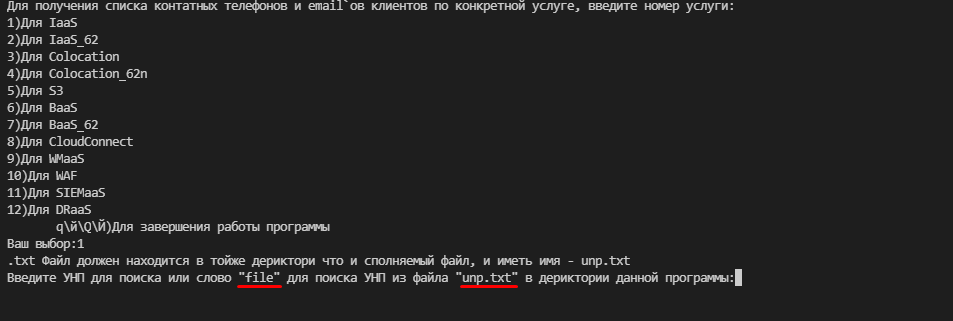 Для получения списка контатных телефонов и email`ов клиентов по конкретной услуге, введите номер услуги:
1)Для IaaS
2)Для IaaS_62
3)Для Colocation
4)Для Colocation_62n
5)Для S3
6)Для BaaS
7)Для BaaS_62
8)Для CloudConnect
9)Для WMaaS
10)Для WAF
11)Для SIEMaaS
12)Для DRaaS
q\й\Q\Й)Для завершения работы программы
Ваш выбор:1
.txt Файл должен находится в тойже дериктори что и сполняемый файл, и иметь имя - unp.txt
Введите УНП для поиска или слово "file" для поиска УНП из файла "unp.txt" в дериктории данной программы: